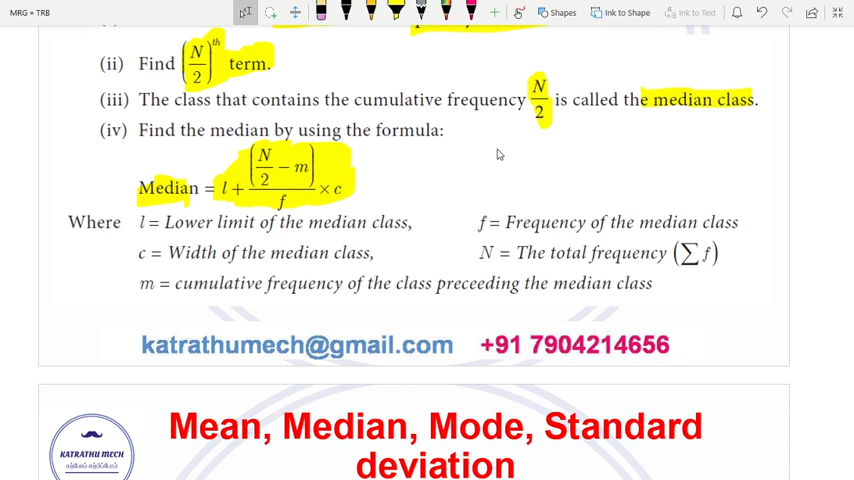 MRG » TRB
Shapes
Ink to Shape
Ink to Text
(ii) Find (N/2)^th term.
(iii) The class that contains the cumulative frequency N/2 is called the median class.
(iv) Find the median by using the formula:
Median = l + (N/2 − m)/f × c
Where l = Lower limit of the median class, f = Frequency of the median class
c = Width of the median class, N = The total frequency (∑ f)
m = cumulative frequency of the class preceeding the median class
katrathumech@gmail.com +91 7904214656
Mean, Median, Mode, Standard
deviation
KATRATHU MECH
கற்போம் கற்பிப்போம்